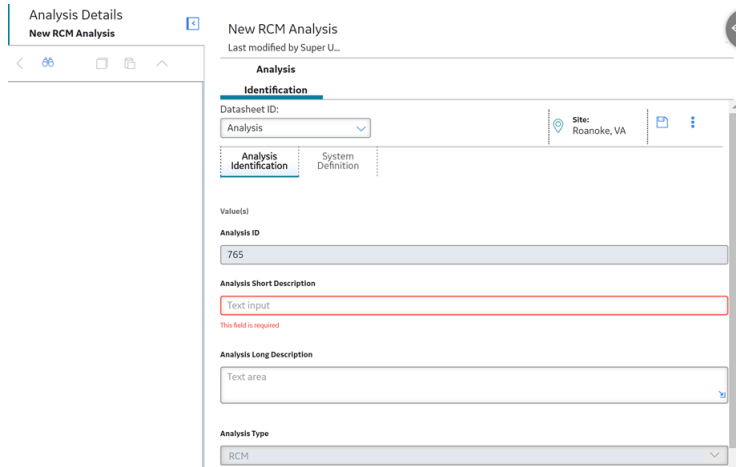 Analysis Details
New RCM Analysis
New RCM Analysis
Last modified by Super U...
Analysis
Identification
Datasheet ID:
Analysis
Site:
Roanoke, VA
Analysis
Identification
System
Definition
Value(s)
Analysis ID
765
Analysis Short Description
Text input
This field is required
Analysis Long Description
Text area
Analysis Type
RCM